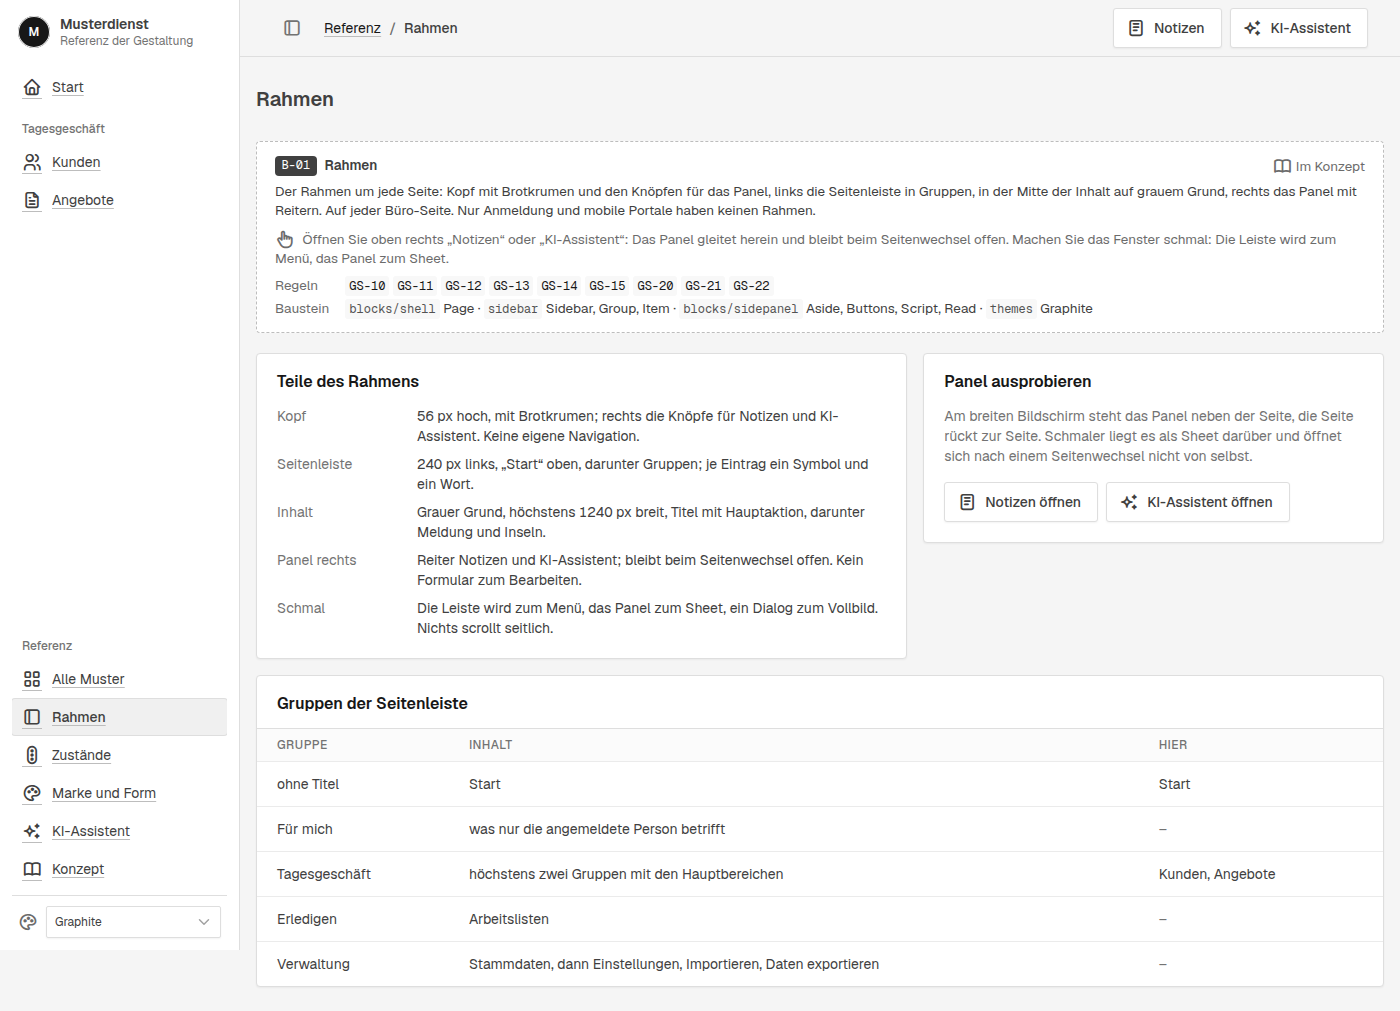 M
Musterdienst
Referenz der Gestaltung
Start
Tagesgeschäft
Kunden
Angebote
Referenz
Alle Muster
Rahmen
Zustände
Marke und Form
KI-Assistent
Konzept
Graphite
Referenz / Rahmen
Notizen
KI-Assistent
Rahmen
B-01 Rahmen
Im Konzept
Der Rahmen um jede Seite: Kopf mit Brotkrumen und den Knöpfen für das Panel, links die Seitenleiste in Gruppen, in der Mitte der Inhalt auf grauem Grund, rechts das Panel mit
Reitern. Auf jeder Büro-Seite. Nur Anmeldung und mobile Portale haben keinen Rahmen.
Öffnen Sie oben rechts „Notizen“ oder „KI-Assistent“: Das Panel gleitet herein und bleibt beim Seitenwechsel offen. Machen Sie das Fenster schmal: Die Leiste wird zum
Menü, das Panel zum Sheet.
Regeln GS-10 GS-11 GS-12 GS-13 GS-14 GS-15 GS-20 GS-21 GS-22
Baustein blocks/shell Page · sidebar Sidebar, Group, Item · blocks/sidepanel Aside, Buttons, Script, Read · themes Graphite
Teile des Rahmens
Kopf 56 px hoch, mit Brotkrumen; rechts die Knöpfe für Notizen und KI-
Assistent. Keine eigene Navigation.
Seitenleiste 240 px links, „Start“ oben, darunter Gruppen; je Eintrag ein Symbol und
ein Wort.
Inhalt Grauer Grund, höchstens 1240 px breit, Titel mit Hauptaktion, darunter
Meldung und Inseln.
Panel rechts Reiter Notizen und KI-Assistent; bleibt beim Seitenwechsel offen. Kein
Formular zum Bearbeiten.
Schmal Die Leiste wird zum Menü, das Panel zum Sheet, ein Dialog zum Vollbild.
Nichts scrollt seitlich.
Panel ausprobieren
Am breiten Bildschirm steht das Panel neben der Seite, die Seite
rückt zur Seite. Schmaler liegt es als Sheet darüber und öffnet
sich nach einem Seitenwechsel nicht von selbst.
Notizen öffnen
KI-Assistent öffnen
Gruppen der Seitenleiste
GRUPPE INHALT HIER
ohne Titel Start Start
Für mich was nur die angemeldete Person betrifft –
Tagesgeschäft höchstens zwei Gruppen mit den Hauptbereichen Kunden, Angebote
Erledigen Arbeitslisten –
Verwaltung Stammdaten, dann Einstellungen, Importieren, Daten exportieren –